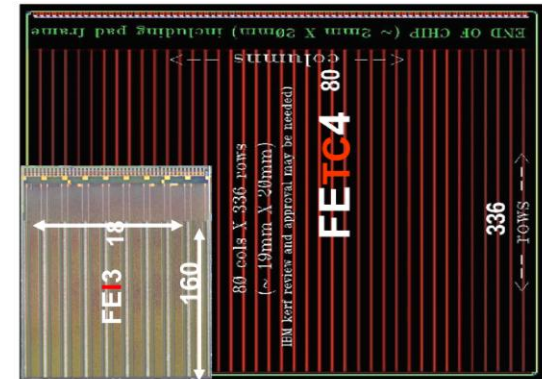 END OF CHIP (~ 2mm X 20mm) including pad frame
<-- columns -->
80
FETC4
80 cols X 336 rows
(~ 19mm X 20mm)
IBM kerf review and approval may be needed)
336
<-- rows -->
18
FEI3
160